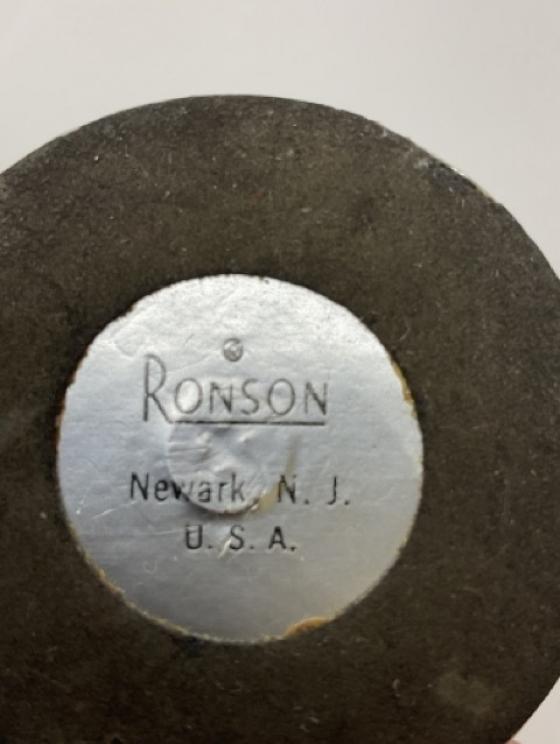 RONSON
Newark, N. J.
U. S. A.